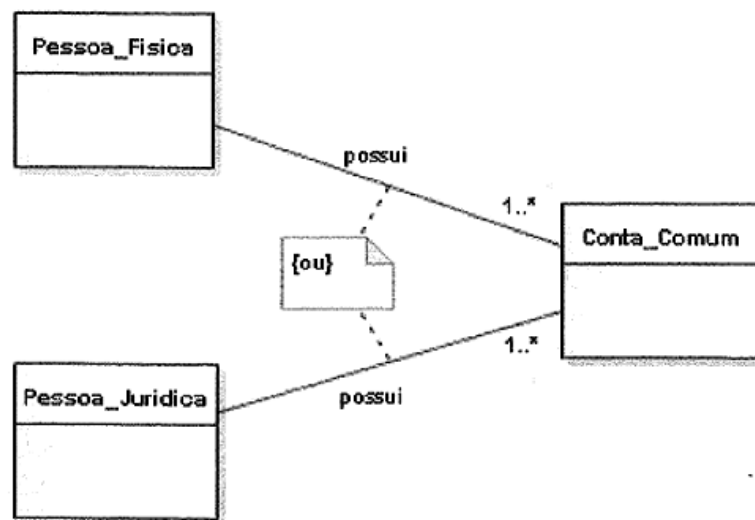 Pessoa_Fisica
possui
1..*
Conta_Comum
{ou}
1..*
Pessoa_Juridica
possui